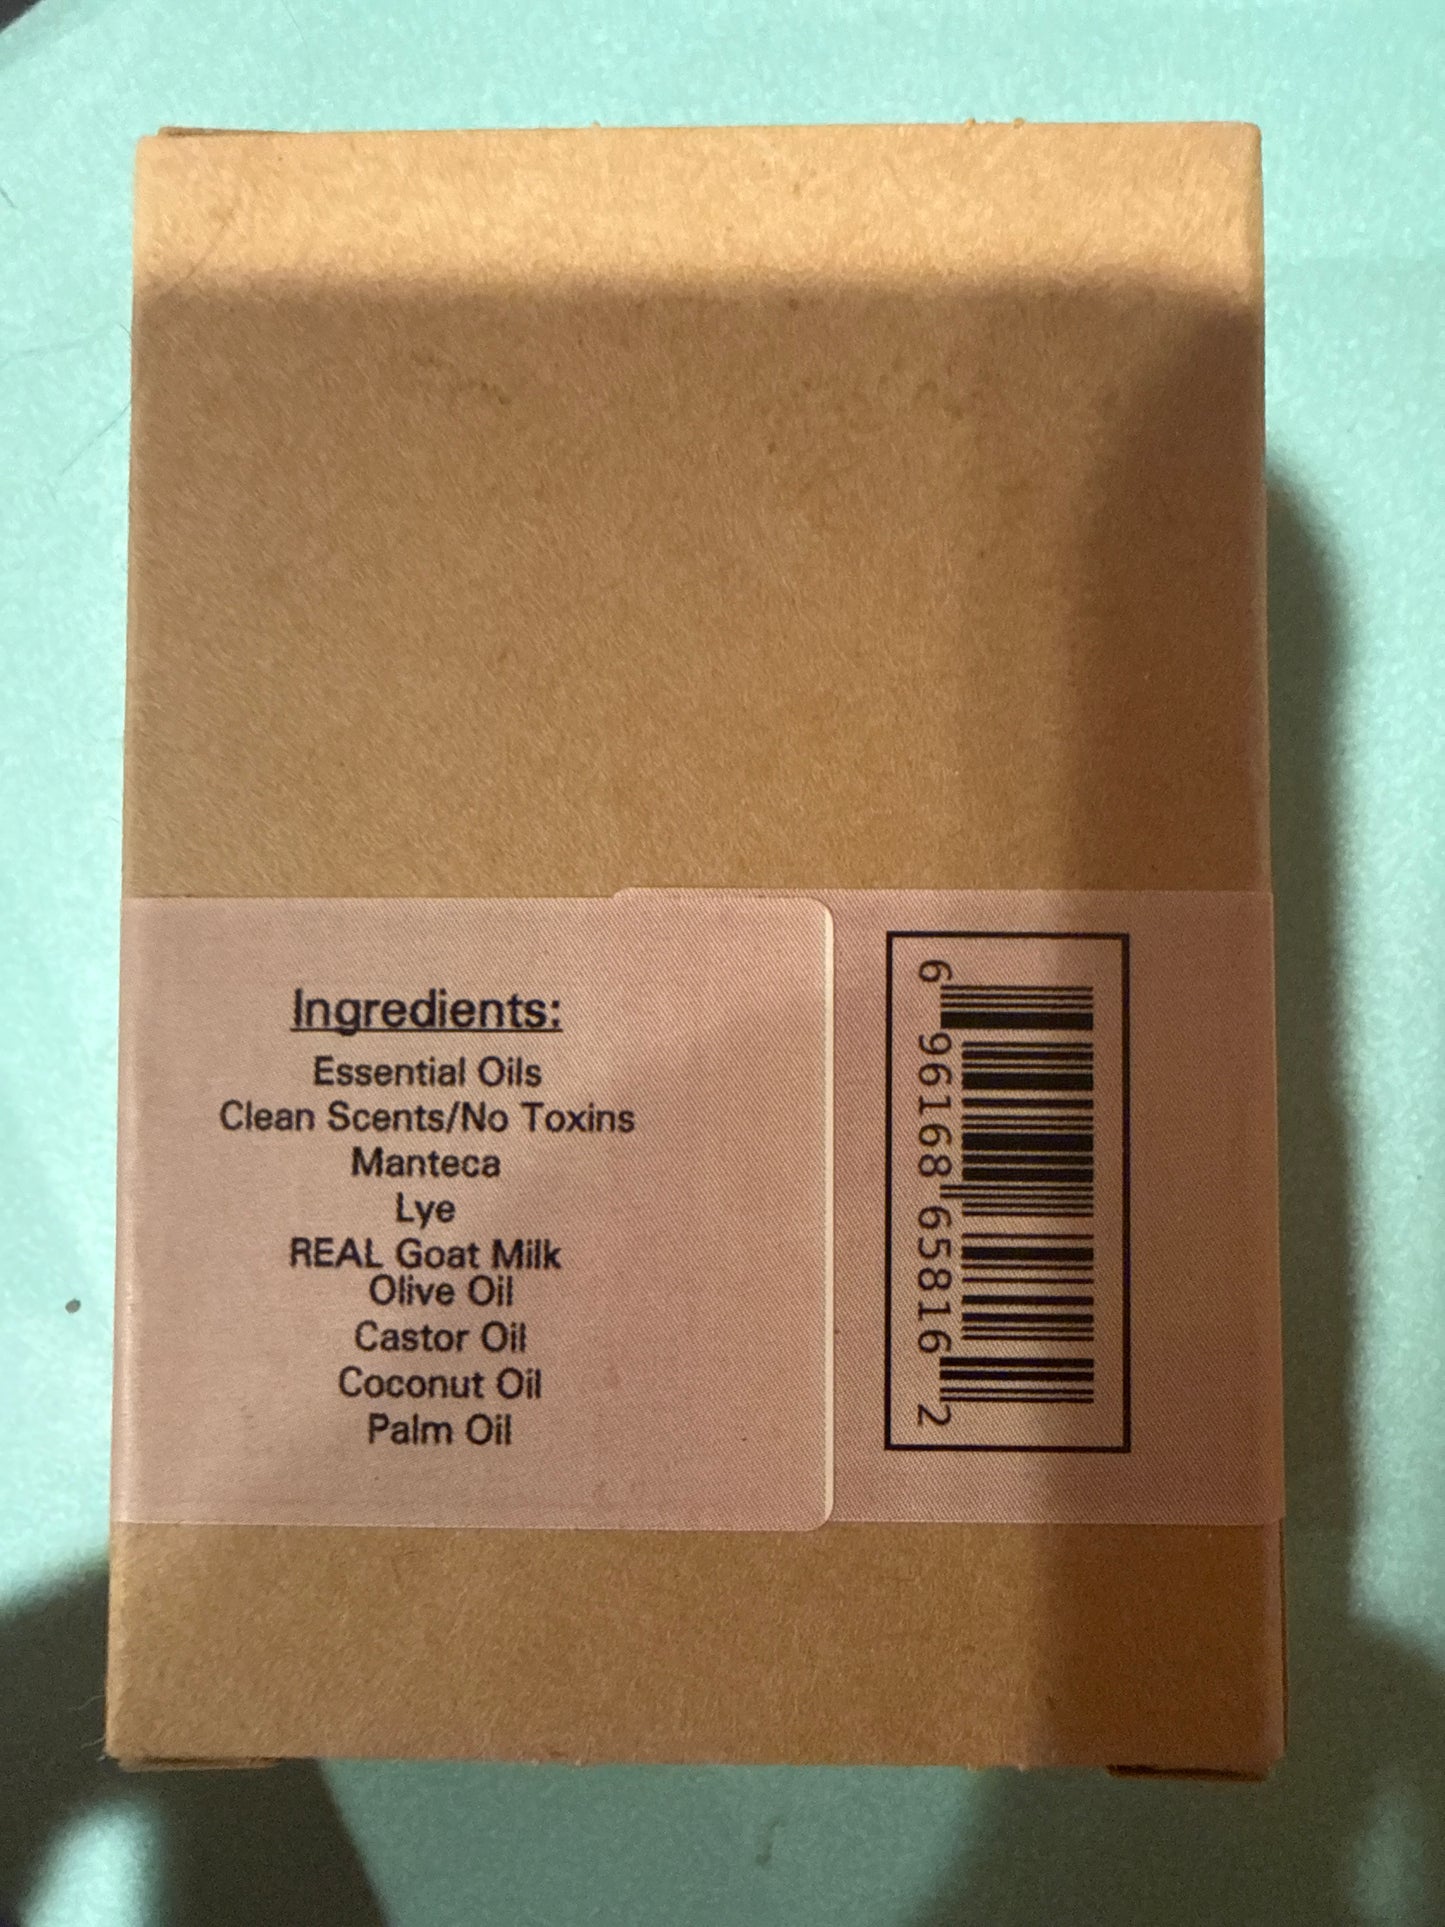 Ingredients:
Essential Oils
Clean Scents/No Toxins
Manteca
Lye
REAL Goat Milk
Olive Oil
Castor Oil
Coconut Oil
Palm Oil
6 96168 65816 2